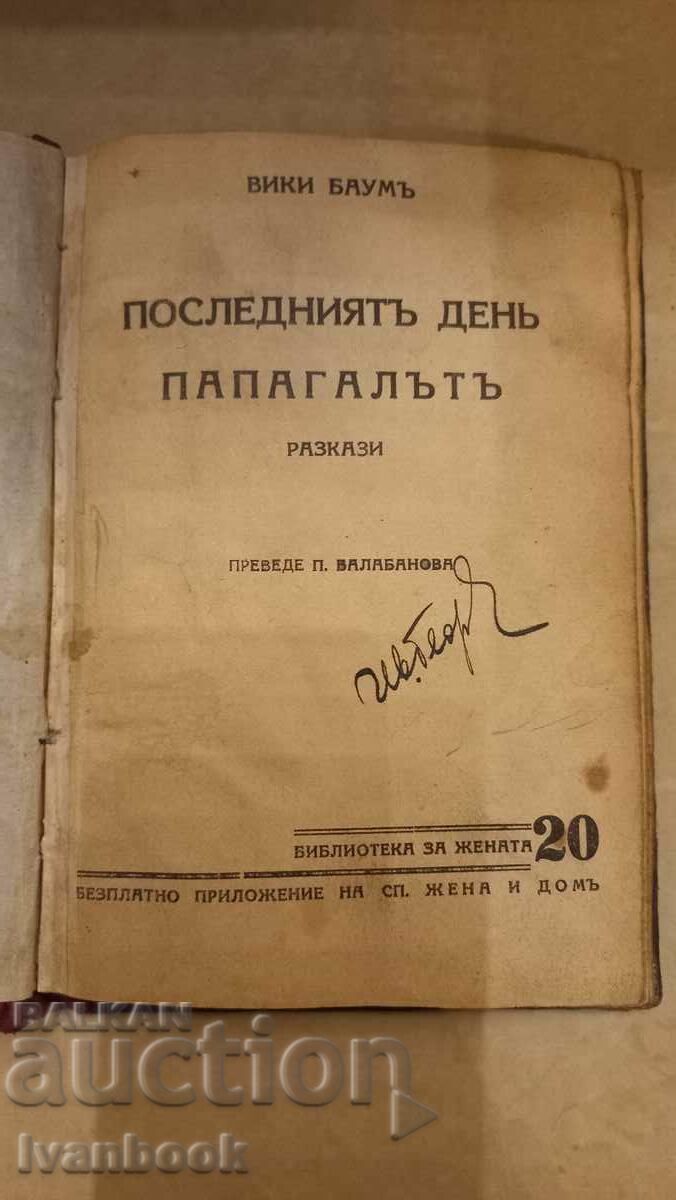 ВИКИ БАУМЪ
ПОСЛЕДНИЯТЪ ДЕНЬ
ПАПАГАЛЪТЪ
РАЗКАЗИ
ПРЕВЕДЕ П. БАЛАБАНОВА
БИБЛИОТЕКА ЗА ЖЕНАТА 20
БЕЗПЛАТНО ПРИЛОЖЕНИЕ НА СП. ЖЕНА И ДОМЪ
BALKAN
auction
Ivanbook